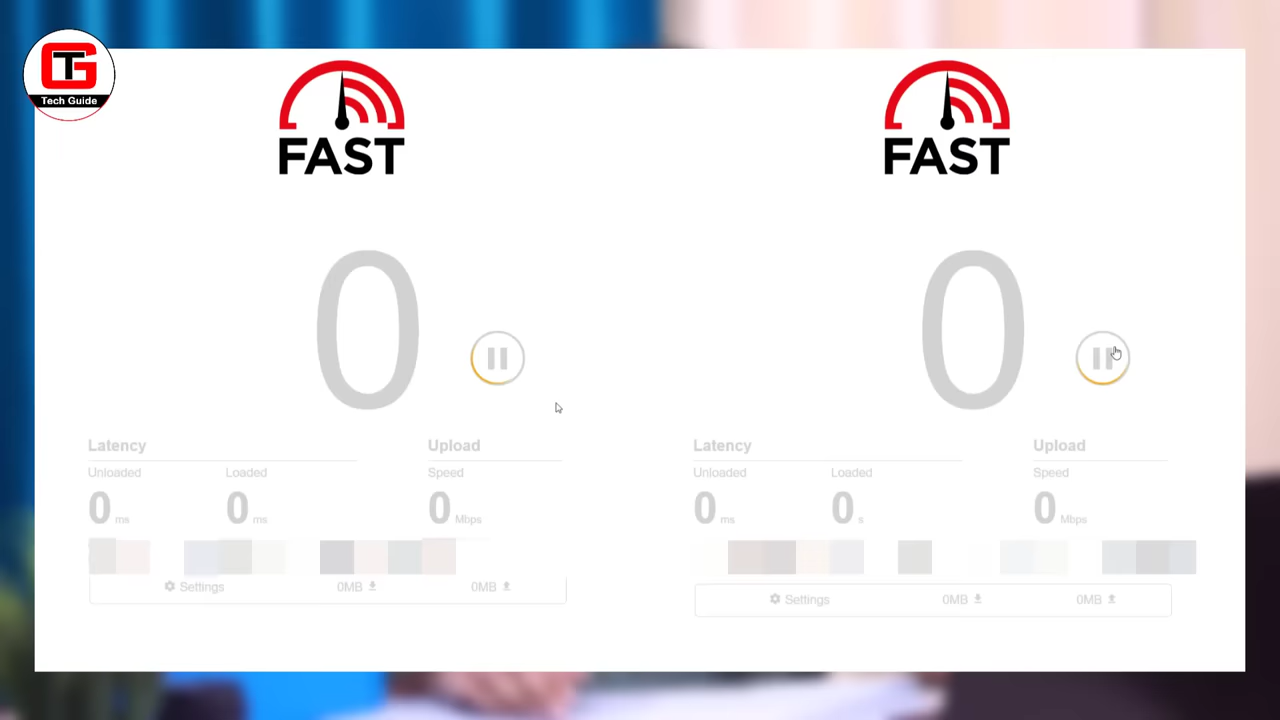 TG
Tech Guide
FAST
0
Latency
Upload
Unloaded
Loaded
Speed
0 ms
0 ms
0 Mbps
Settings
0MB
0MB
FAST
0
Latency
Upload
Unloaded
Loaded
Speed
0 ms
0 s
0 Mbps
Settings
0MB
0MB